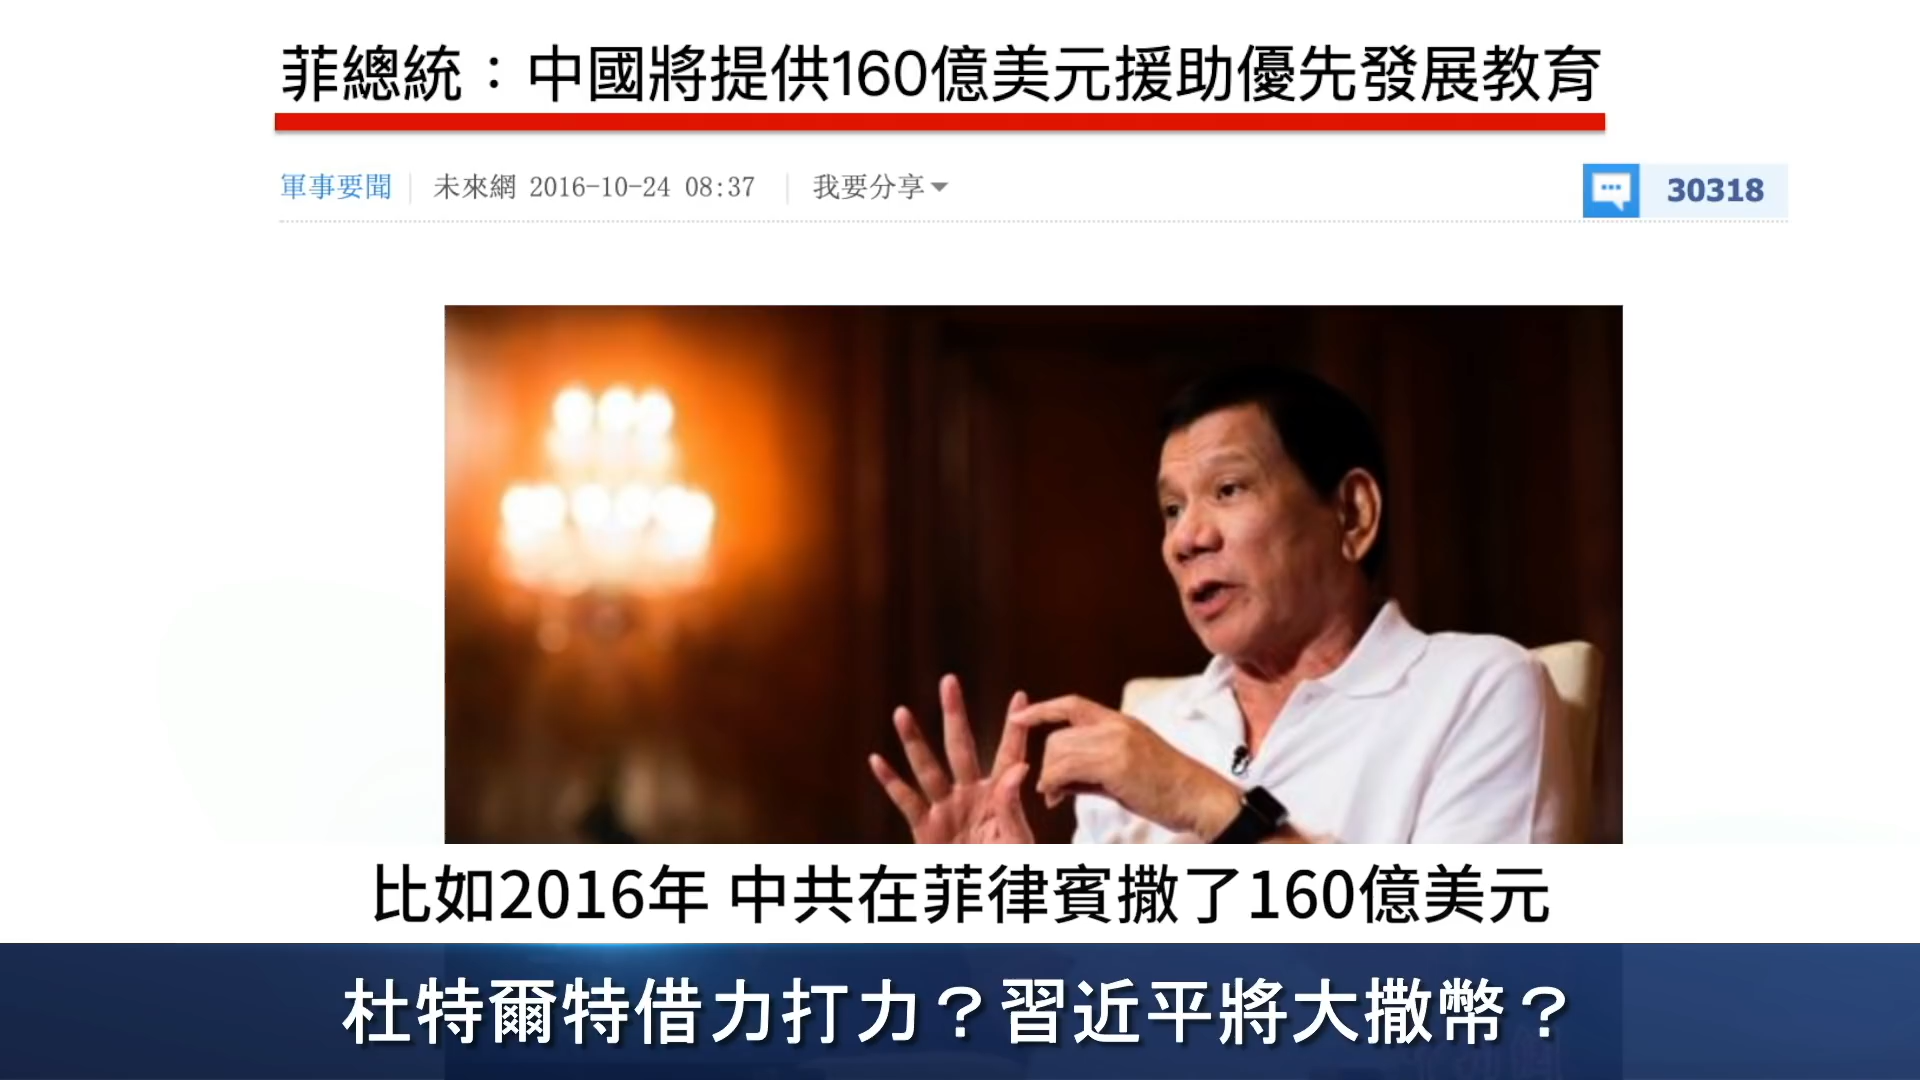 菲總統：中國將提供160億美元援助優先發展教育
軍事要聞 未來網 2016-10-24 08:37 我要分享 30318
比如2016年 中共在菲律賓撒了160億美元
杜特爾特借力打力？習近平將大撒幣？